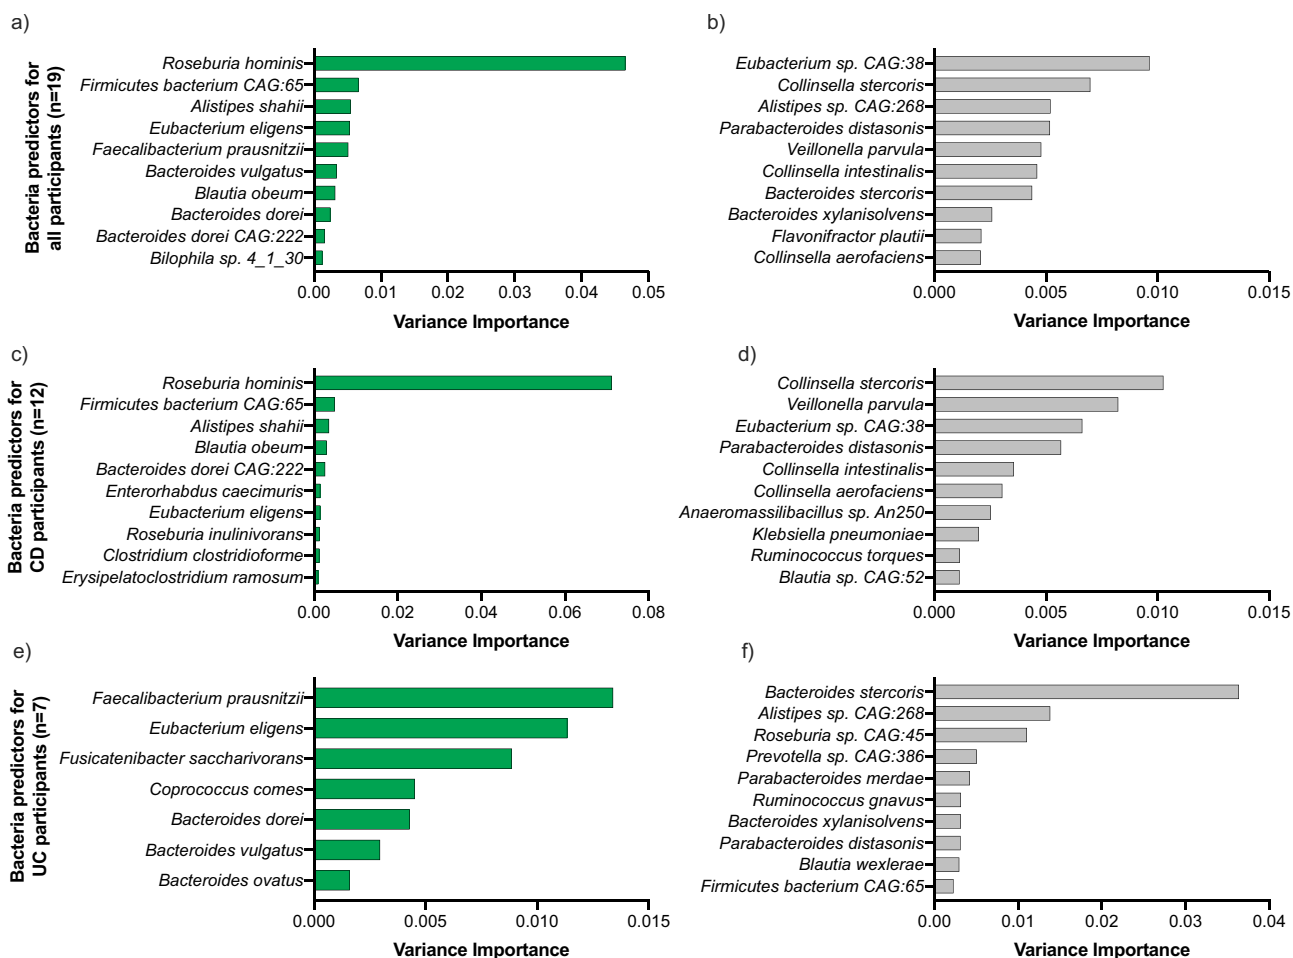 a)
Bacteria predictors for
all participants (n=19)
Roseburia hominis
Firmicutes bacterium CAG:65
Alistipes shahii
Eubacterium eligens
Faecalibacterium prausnitzii
Bacteroides vulgatus
Blautia obeum
Bacteroides dorei
Bacteroides dorei CAG:222
Bilophila sp. 4_1_30
0.00 0.01 0.02 0.03 0.04 0.05
Variance Importance
b)
Eubacterium sp. CAG:38
Collinsella stercoris
Alistipes sp. CAG:268
Parabacteroides distasonis
Veillonella parvula
Collinsella intestinalis
Bacteroides stercoris
Bacteroides xylanisolvens
Flavonifractor plautii
Collinsella aerofaciens
0.000 0.005 0.010 0.015
Variance Importance
c)
Bacteria predictors for
CD participants (n=12)
Roseburia hominis
Firmicutes bacterium CAG:65
Alistipes shahii
Blautia obeum
Bacteroides dorei CAG:222
Enterorhabdus caecimuris
Eubacterium eligens
Roseburia inulinivorans
Clostridium clostridioforme
Erysipelatoclostridium ramosum
0.00 0.02 0.04 0.06 0.08
Variance Importance
d)
Collinsella stercoris
Veillonella parvula
Eubacterium sp. CAG:38
Parabacteroides distasonis
Collinsella intestinalis
Collinsella aerofaciens
Anaeromassilibacillus sp. An250
Klebsiella pneumoniae
Ruminococcus torques
Blautia sp. CAG:52
0.000 0.005 0.010 0.015
Variance Importance
e)
Bacteria predictors for
UC participants (n=7)
Faecalibacterium prausnitzii
Eubacterium eligens
Fusicatenibacter saccharivorans
Coprococcus comes
Bacteroides dorei
Bacteroides vulgatus
Bacteroides ovatus
0.000 0.005 0.010 0.015
Variance Importance
f)
Bacteroides stercoris
Alistipes sp. CAG:268
Roseburia sp. CAG:45
Prevotella sp. CAG:386
Parabacteroides merdae
Ruminococcus gnavus
Bacteroides xylanisolvens
Parabacteroides distasonis
Blautia wexlerae
Firmicutes bacterium CAG:65
0.00 0.01 0.02 0.03 0.04
Variance Importance